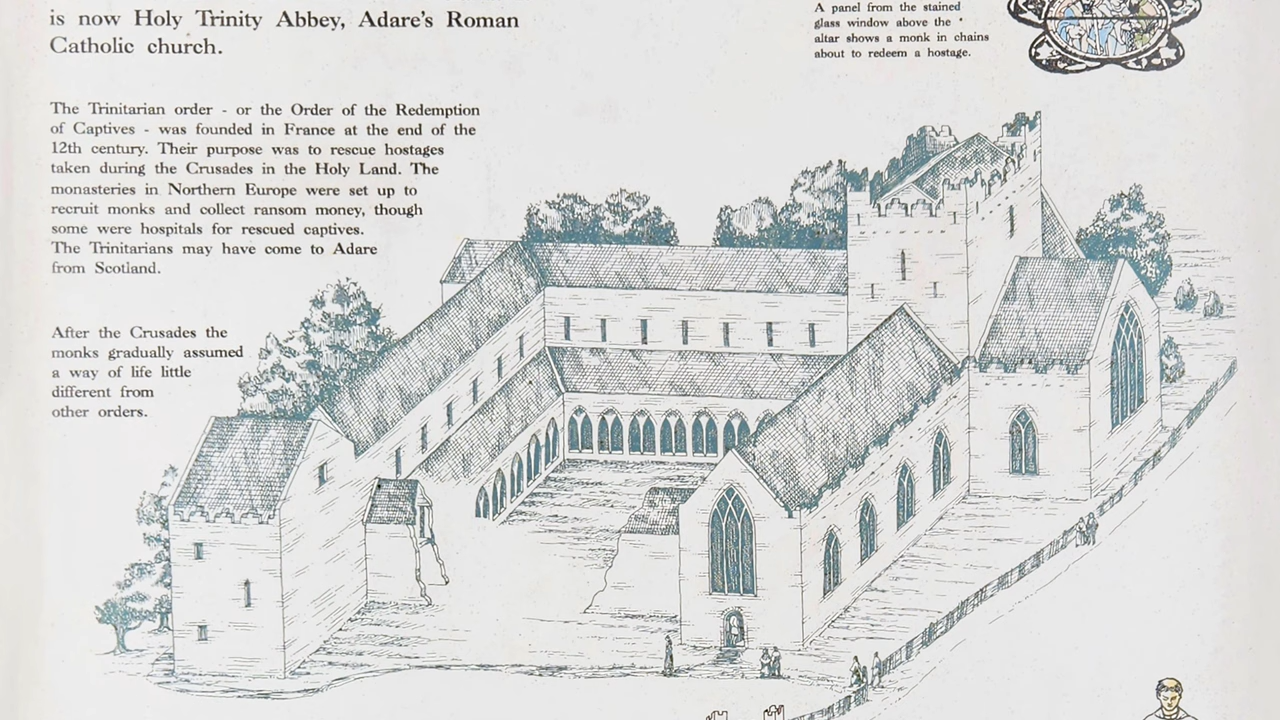 is now Holy Trinity Abbey, Adare's Roman
Catholic church.
A panel from the stained
glass window above the
altar shows a monk in chains
about to redeem a hostage.
The Trinitarian order - or the Order of the Redemption
of Captives - was founded in France at the end of the
12th century. Their purpose was to rescue hostages
taken during the Crusades in the Holy Land. The
monasteries in Northern Europe were set up to
recruit monks and collect ransom money, though
some were hospitals for rescued captives.
The Trinitarians may have come to Adare
from Scotland.
After the Crusades the
monks gradually assumed
a way of life little
different from
other orders.